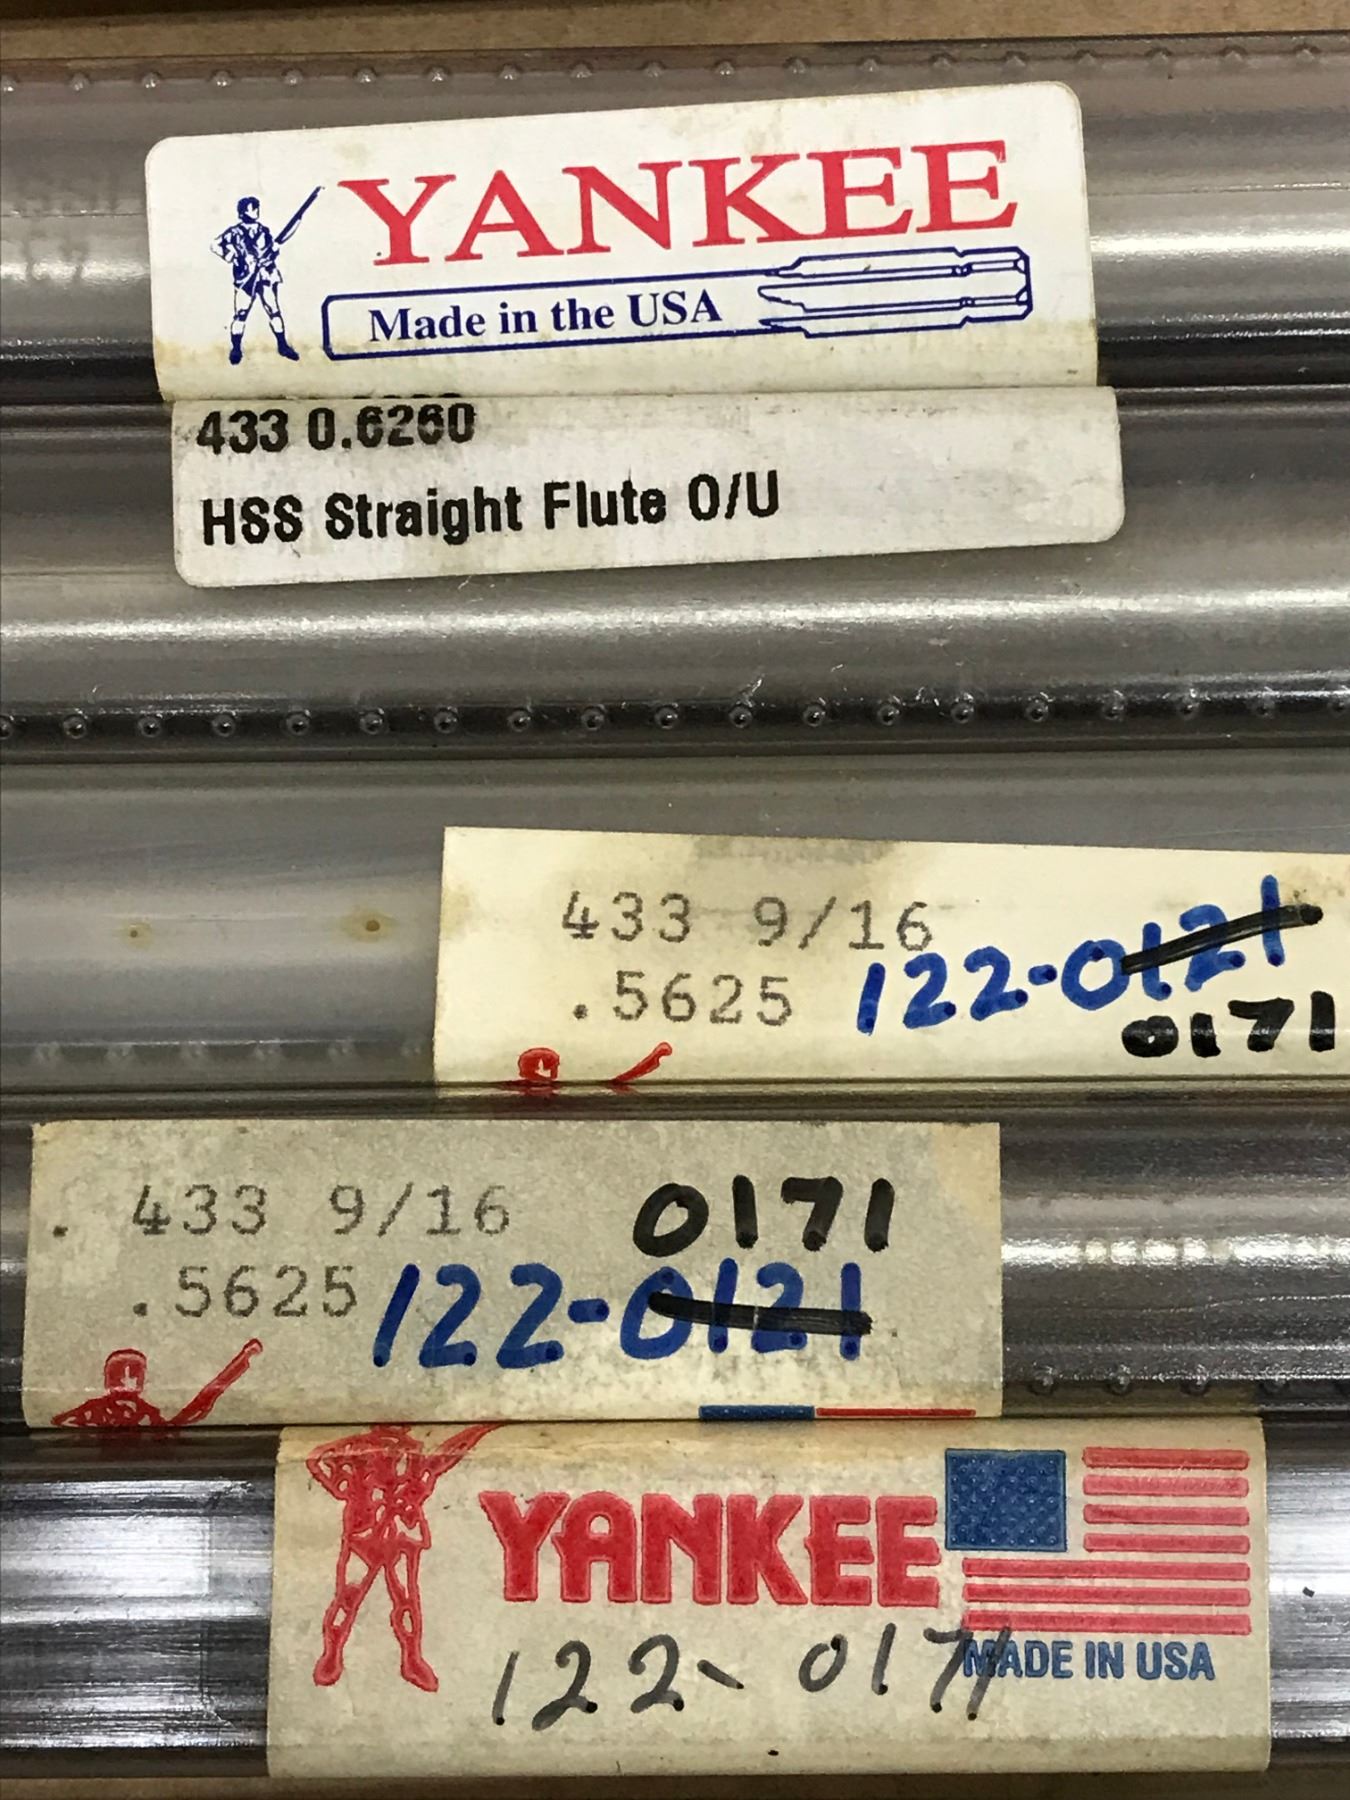 YANKEE
Made in the USA
433 0.6260
HSS Straight Flute O/U
433 9/16
.5625 122-0121
0171
. 433 9/16 0171
.5625 122-0121
YANKEE
122-0171 MADE IN USA